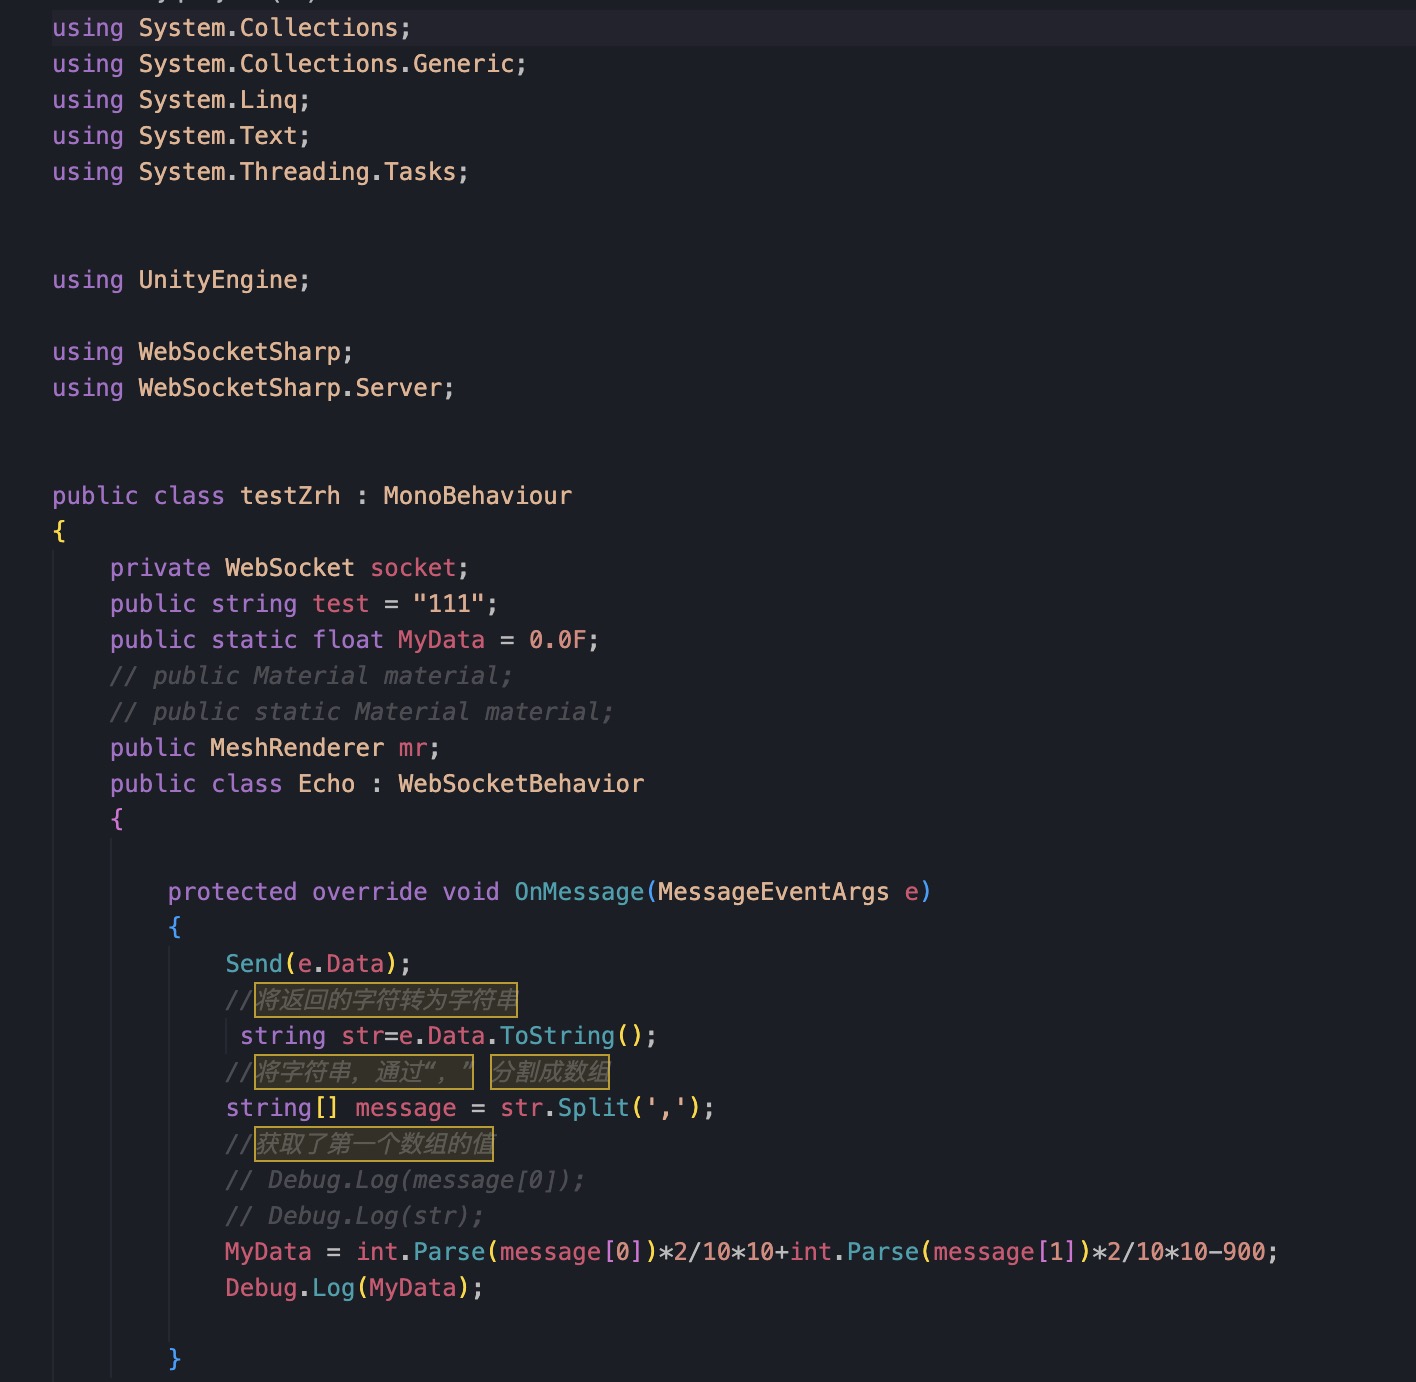 using System.Collections;
using System.Collections.Generic;
using System.Linq;
using System.Text;
using System.Threading.Tasks;
using UnityEngine;
using WebSocketSharp;
using WebSocketSharp.Server;
public class testZrh : MonoBehaviour
{
private WebSocket socket;
public string test = "111";
public static float MyData = 0.0F;
// public Material material;
// public static Material material;
public MeshRenderer mr;
public class Echo : WebSocketBehavior
{
protected override void OnMessage(MessageEventArgs e)
{
Send(e.Data);
//将返回的字符转为字符串
string str=e.Data.ToString();
//将字符串，通过“，” 分割成数组
string[] message = str.Split(',');
//获取了第一个数组的值
// Debug.Log(message[0]);
// Debug.Log(str);
MyData = int.Parse(message[0])*2/10*10+int.Parse(message[1])*2/10*10-900;
Debug.Log(MyData);
}